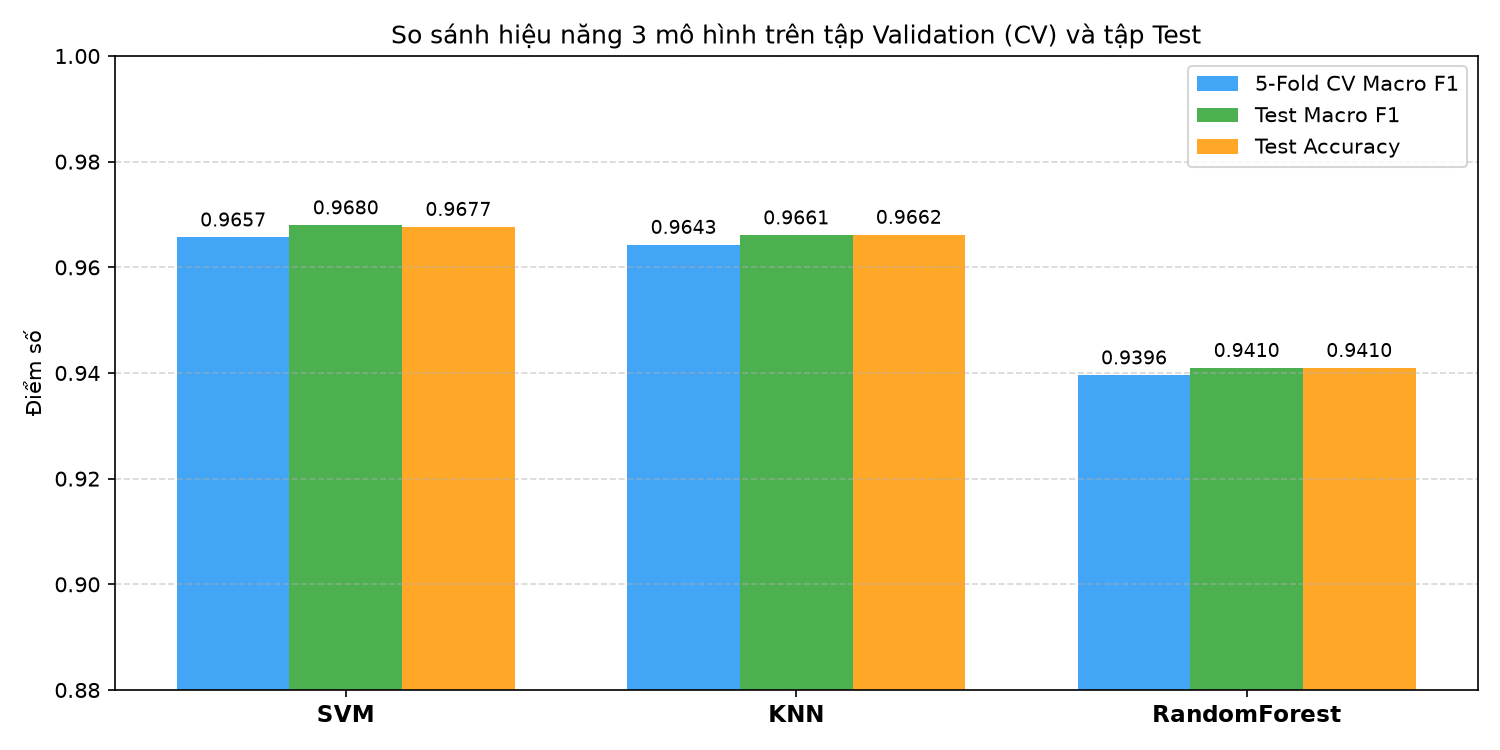 So sánh hiệu năng 3 mô hình trên tập Validation (CV) và tập Test
1.00
0.98
0.96
0.94
0.92
0.90
0.88
Điểm số
5-Fold CV Macro F1
Test Macro F1
Test Accuracy
0.9657
0.9680
0.9677
0.9643
0.9661
0.9662
0.9396
0.9410
0.9410
SVM
KNN
RandomForest